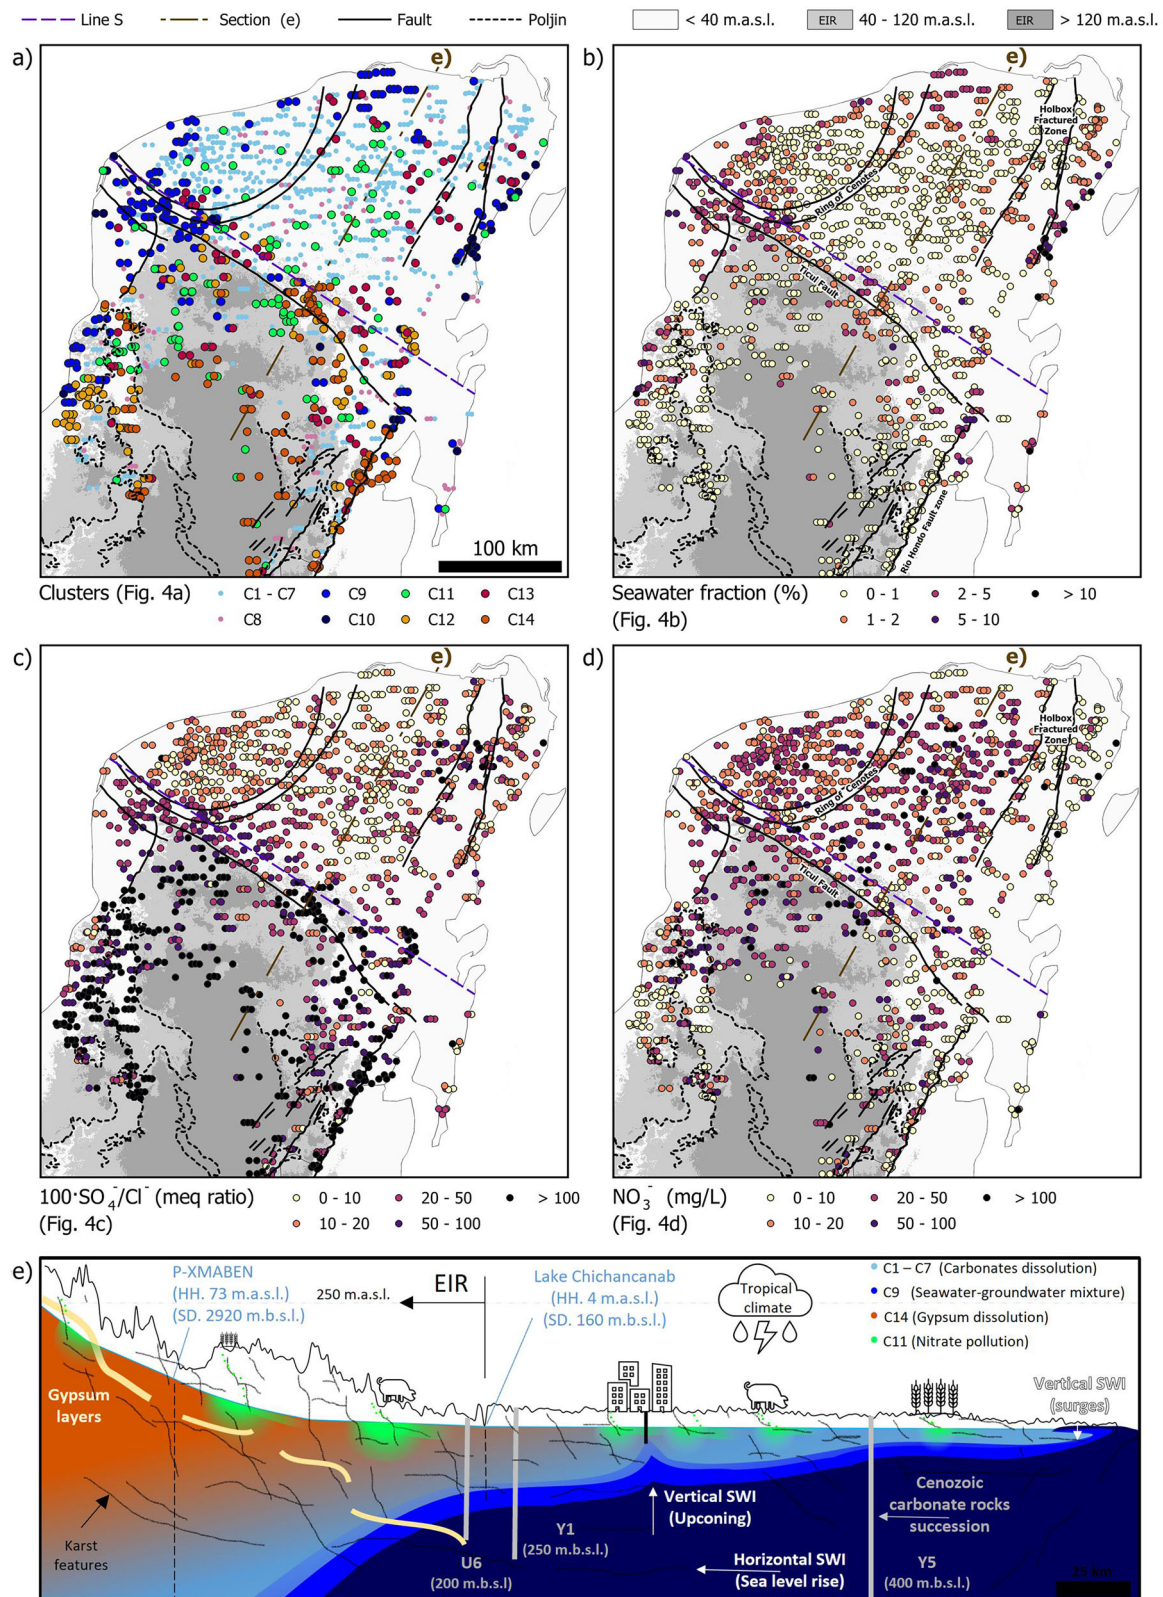 Line S
Section (e)
Fault
Poljin
< 40 m.a.s.l.
EIR 40 - 120 m.a.s.l.
EIR > 120 m.a.s.l.
a)
e)
100 km
Clusters (Fig. 4a)
C1 - C7
C9
C11
C13
C8
C10
C12
C14
b)
e)
Holbox
Fractured
Zone
"Ring of Cenotes"
Ticul Fault
Rio Hondo Fault zone
Seawater fraction (%)
(Fig. 4b)
0 - 1
2 - 5
> 10
1 - 2
5 - 10
c)
e)
100·SO₄⁻/Cl⁻ (meq ratio)
(Fig. 4c)
0 - 10
20 - 50
> 100
10 - 20
50 - 100
d)
e)
Holbox
Fractured
Zone
"Ring of Cenotes"
Ticul Fault
NO₃⁻ (mg/L)
(Fig. 4d)
0 - 10
20 - 50
> 100
10 - 20
50 - 100
e)
P-XMABEN
(HH. 73 m.a.s.l.)
(SD. 2920 m.b.s.l.)
250 m.a.s.l.
EIR
Lake Chichancanab
(HH. 4 m.a.s.l.)
(SD. 160 m.b.s.l.)
Tropical
climate
C1 – C7 (Carbonates dissolution)
C9 (Seawater-groundwater mixture)
C14 (Gypsum dissolution)
C11 (Nitrate pollution)
Gypsum
layers
Vertical SWI
(surges)
Karst
features
Vertical SWI
(Upconing)
Cenozoic
carbonate rocks
succession
U6
(200 m.b.s.l)
Y1
(250 m.b.s.l.)
Horizontal SWI
(Sea level rise)
Y5
(400 m.b.s.l.)
25 km